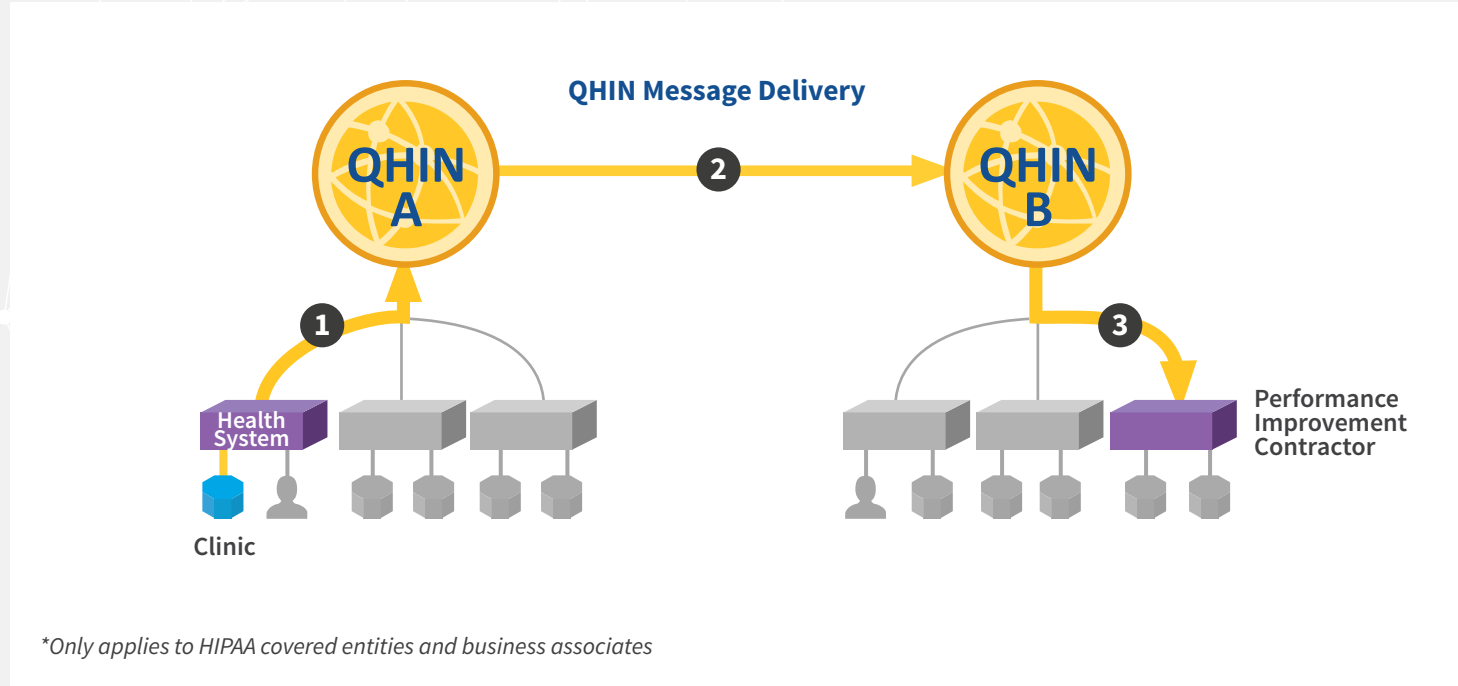 QHIN Message Delivery
QHIN
A
2
QHIN
B
1
3
Health
System
Performance
Improvement
Contractor
Clinic
*Only applies to HIPAA covered entities and business associates